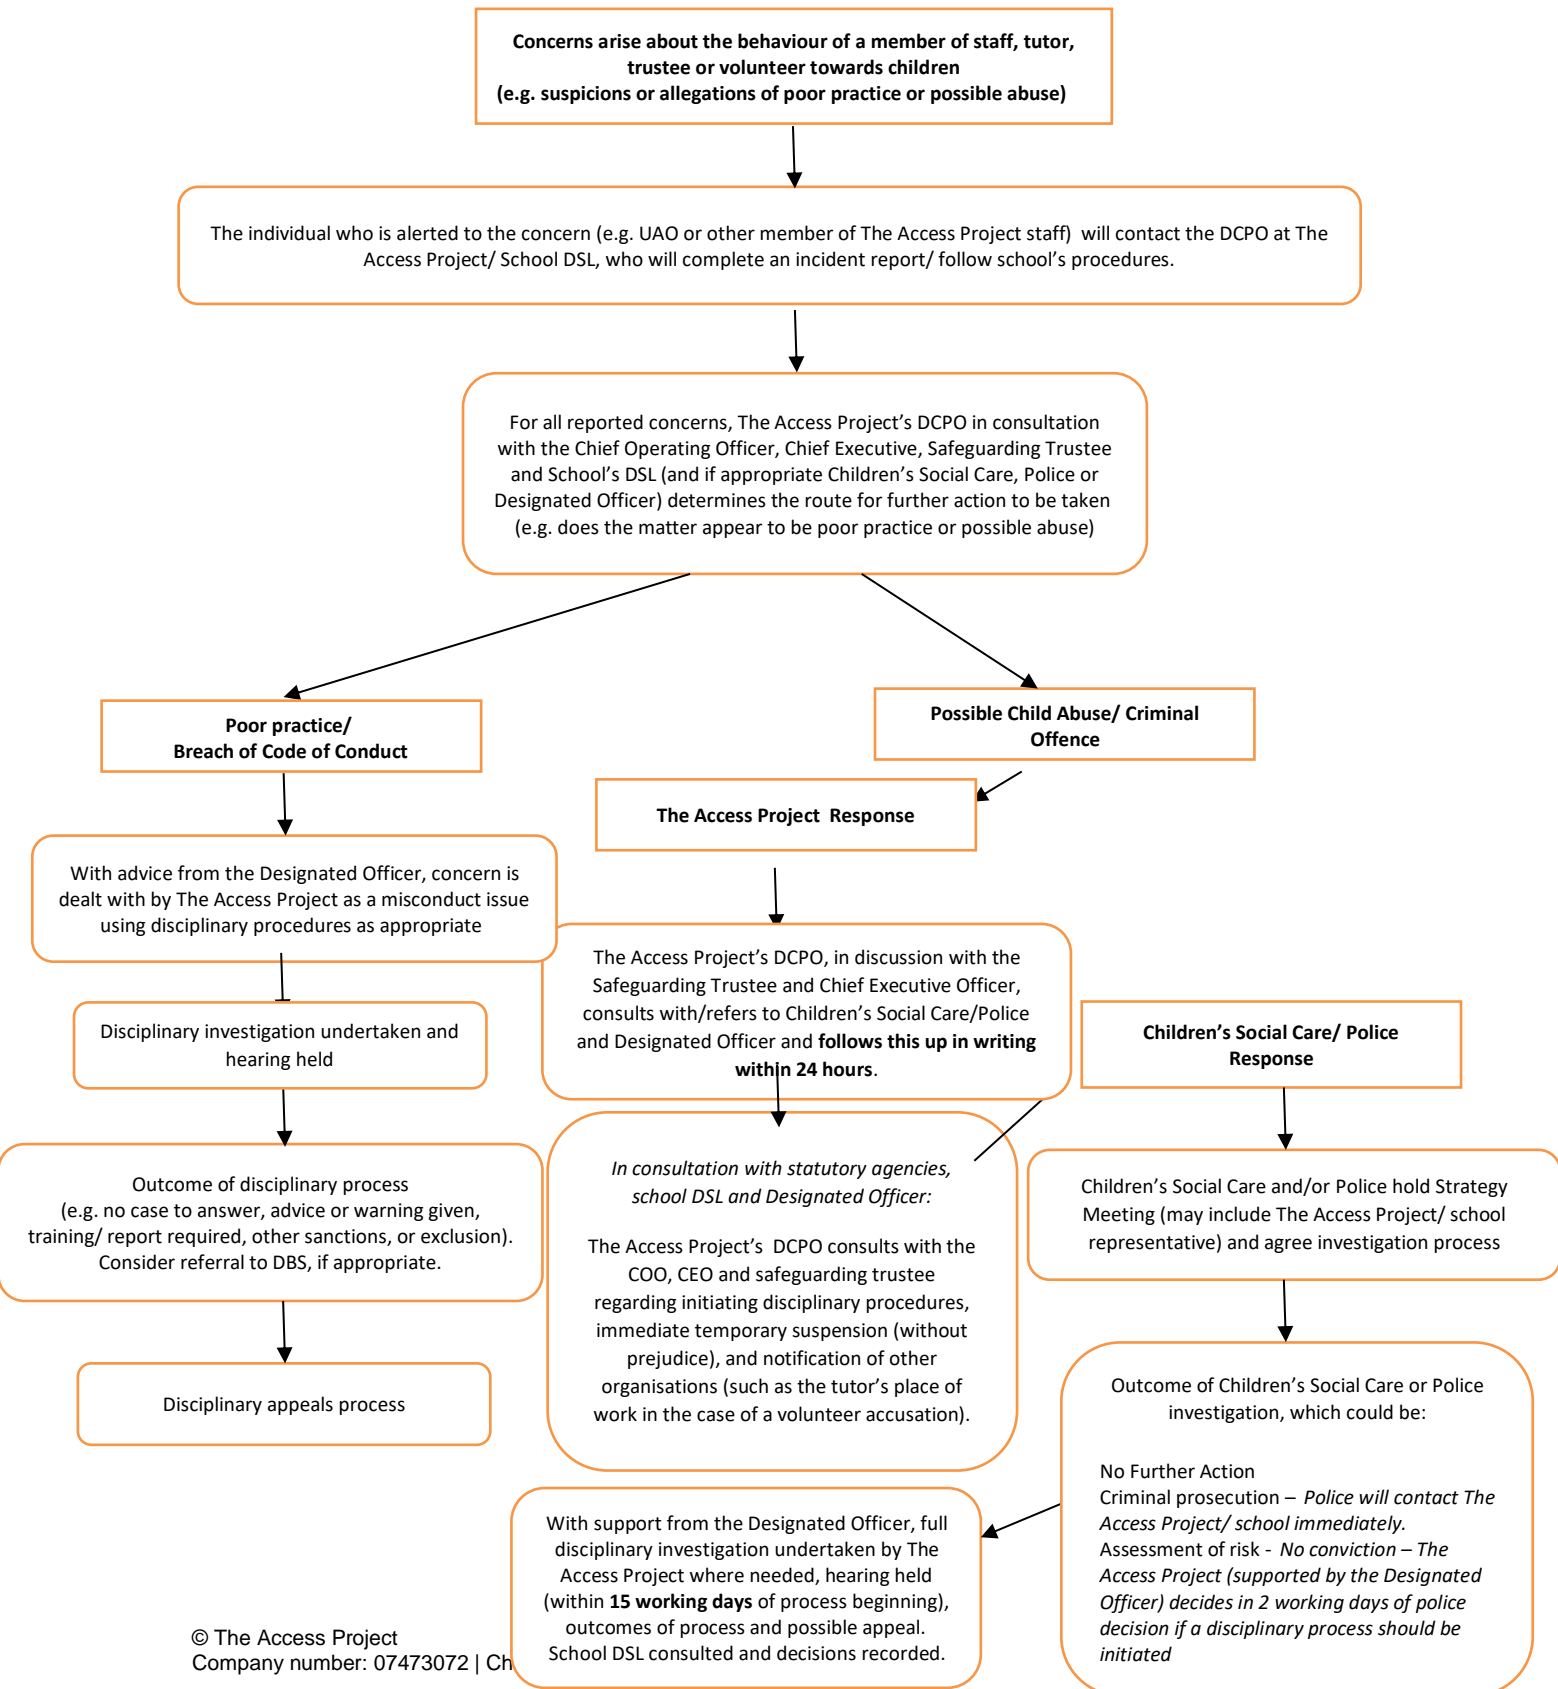 Concerns arise about the behaviour of a member of staff, tutor,
trustee or volunteer towards children
(e.g. suspicions or allegations of poor practice or possible abuse)
The individual who is alerted to the concern (e.g. UAO or other member of The Access Project staff)  will contact the DCPO at The
Access Project/ School DSL, who will complete an incident report/ follow school’s procedures.
For all reported concerns, The Access Project’s DCPO in consultation
with the Chief Operating Officer, Chief Executive, Safeguarding Trustee
and School’s DSL (and if appropriate Children’s Social Care, Police or
Designated Officer) determines the route for further action to be taken
(e.g. does the matter appear to be poor practice or possible abuse)
Poor practice/
Breach of Code of Conduct
With advice from the Designated Officer, concern is
dealt with by The Access Project as a misconduct issue
using disciplinary procedures as appropriate
Disciplinary investigation undertaken and
hearing held
Outcome of disciplinary process
(e.g. no case to answer, advice or warning given,
training/ report required, other sanctions, or exclusion).
Consider referral to DBS, if appropriate.
Disciplinary appeals process
Possible Child Abuse/ Criminal
Offence
The Access Project  Response
The Access Project’s DCPO, in discussion with the
Safeguarding Trustee and Chief Executive Officer,
consults with/refers to Children’s Social Care/Police
and Designated Officer and follows this up in writing
within 24 hours.
In consultation with statutory agencies,
school DSL and Designated Officer:
The Access Project’s  DCPO consults with the
COO, CEO and safeguarding trustee
regarding initiating disciplinary procedures,
immediate temporary suspension (without
prejudice), and notification of other
organisations (such as the tutor’s place of
work in the case of a volunteer accusation).
Children’s Social Care/ Police
Response
Children’s Social Care and/or Police hold Strategy
Meeting (may include The Access Project/ school
representative) and agree investigation process
Outcome of Children’s Social Care or Police
investigation, which could be:
No Further Action
Criminal prosecution – Police will contact The
Access Project/ school immediately.
Assessment of risk - No conviction – The
Access Project (supported by the Designated
Officer) decides in 2 working days of police
decision if a disciplinary process should be
initiated
With support from the Designated Officer, full
disciplinary investigation undertaken by The
Access Project where needed, hearing held
(within 15 working days of process beginning),
outcomes of process and possible appeal.
School DSL consulted and decisions recorded.
© The Access Project
Company number: 07473072 | Ch